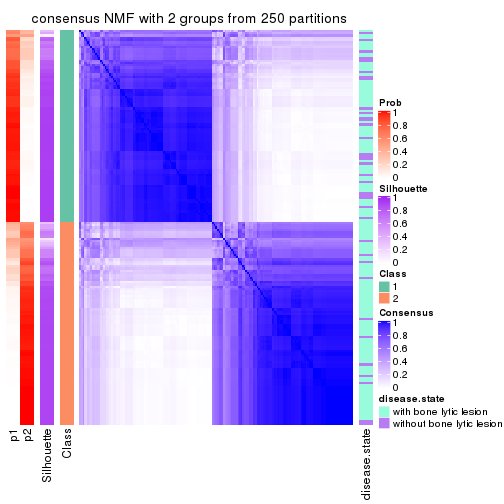 consensus NMF with 2 groups from 250 partitions
Prob
1
0.8
0.6
0.4
0.2
0
Silhouette
1
0.8
0.6
0.4
0.2
0
Class
1
2
Consensus
1
0.8
0.6
0.4
0.2
0
disease.state
with bone lytic lesion
without bone lytic lesion
p1
p2
Silhouette
Class
disease.state